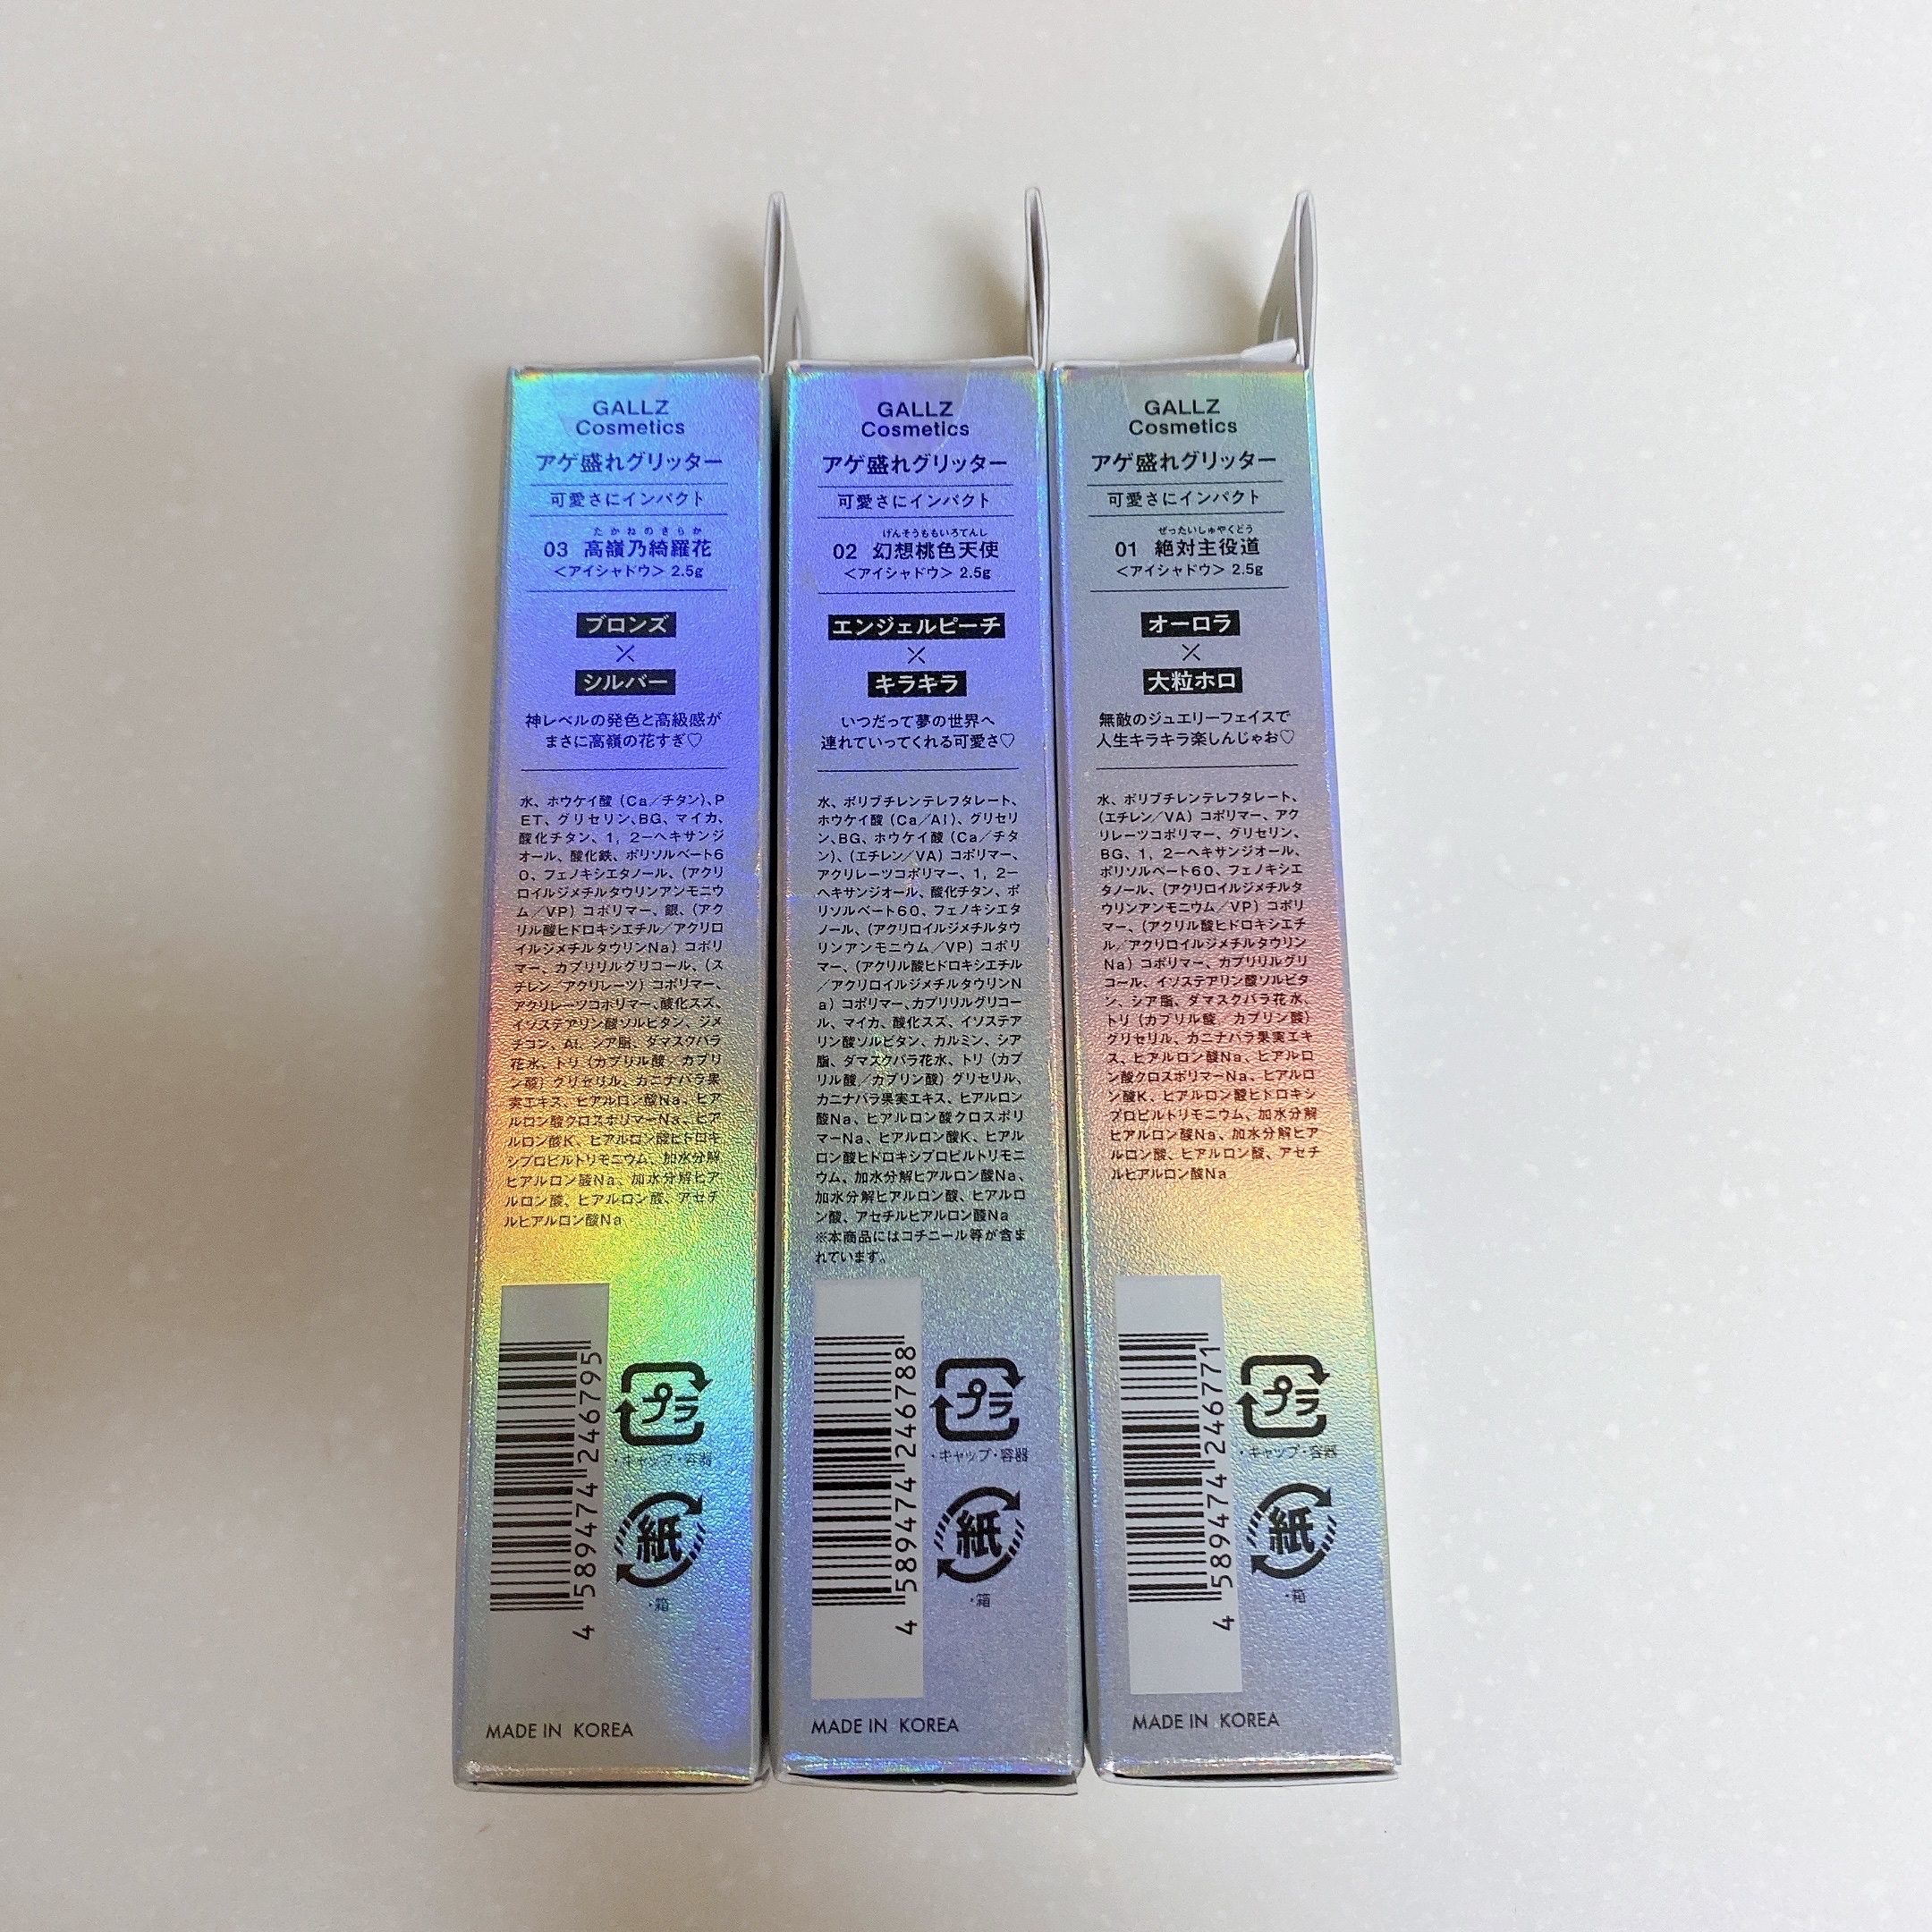 GALLZ
Cosmetics
アゲ盛れグリッター
可愛さにインパクト
たかねのきらか
03 高嶺乃綺羅花
＜アイシャドウ＞ 2.5g
ブロンズ
×
シルバー
神レベルの発色と高級感が
まさに高嶺の花すぎ♡
水、ホウケイ酸（Ca／チタン）、P
ET、グリセリン、BG、マイカ、
酸化チタン、1，2－ヘキサンジ
オール、酸化鉄、ポリソルベート6
0、フェノキシエタノール、（アクリ
ロイルジメチルタウリンアンモニウ
ム／VP）コポリマー、銀、（アク
リル酸ヒドロキシエチル／アクリロ
イルジメチルタウリンNa）コポリ
マー、カプリリルグリコール、（ス
チレン／アクリレーツ）コポリマー、
アクリレーツコポリマー、酸化スズ、
イソステアリン酸ソルビタン、ジメ
チコン、Al、シア脂、ダマスクバラ
花水、トリ（カプリル酸／カプリ
ン酸）グリセリル、カニナバラ果
実エキス、ヒアルロン酸Na、ヒア
ルロン酸クロスポリマーNa、ヒア
ルロン酸K、ヒアルロン酸ヒドロキ
シプロピルトリモニウム、加水分解
ヒアルロン酸Na、加水分解ヒア
ルロン酸、ヒアルロン酸、アセチ
ルヒアルロン酸Na
4 589474 246795
プラ
・キャップ・容器
紙
・箱
MADE IN KOREA
GALLZ
Cosmetics
アゲ盛れグリッター
可愛さにインパクト
げんそうももいろてんし
02 幻想桃色天使
＜アイシャドウ＞ 2.5g
エンジェルピーチ
×
キラキラ
いつだって夢の世界へ
連れていってくれる可愛さ♡
水、ポリブチレンテレフタレート、
ホウケイ酸（Ca／Al）、グリセリ
ン、BG、ホウケイ酸（Ca／チタ
ン）、（エチレン／VA）コポリマー、
アクリレーツコポリマー、1，2－
ヘキサンジオール、酸化チタン、ポ
リソルベート60、フェノキシエタ
ノール、（アクリロイルジメチルタウ
リンアンモニウム／VP）コポリ
マー、（アクリル酸ヒドロキシエチル
／アクリロイルジメチルタウリンN
a）コポリマー、カプリリルグリコー
ル、マイカ、酸化スズ、イソステア
リン酸ソルビタン、カルミン、シア
脂、ダマスクバラ花水、トリ（カプ
リル酸／カプリン酸）グリセリル、
カニナバラ果実エキス、ヒアルロン
酸Na、ヒアルロン酸クロスポリ
マーNa、ヒアルロン酸K、ヒアル
ロン酸ヒドロキシプロピルトリモニ
ウム、加水分解ヒアルロン酸Na、
加水分解ヒアルロン酸、ヒアルロ
ン酸、アセチルヒアルロン酸Na
※本商品にはコチニール等が含ま
れています。
4 589474 246788
プラ
・キャップ・容器
紙
・箱
MADE IN KOREA
GALLZ
Cosmetics
アゲ盛れグリッター
可愛さにインパクト
ぜったいしゅやくどう
01 絶対主役道
＜アイシャドウ＞ 2.5g
オーロラ
×
大粒ホロ
無敵のジュエリーフェイスで
人生キラキラ楽しんじゃお♡
水、ポリブチレンテレフタレート、
（エチレン／VA）コポリマー、アク
リレーツコポリマー、グリセリン、
BG、1，2－ヘキサンジオール、
ポリソルベート60、フェノキシエ
タノール、（アクリロイルジメチルタ
ウリンアンモニウム／VP）コポリ
マー、（アクリル酸ヒドロキシエチ
ル／アクリロイルジメチルタウリン
Na）コポリマー、カプリリルグリ
コール、イソステアリン酸ソルビタ
ン、シア脂、ダマスクバラ花水、
トリ（カプリル酸／カプリン酸）
グリセリル、カニナバラ果実エキ
ス、ヒアルロン酸Na、ヒアルロ
ン酸クロスポリマーNa、ヒアルロ
ン酸K、ヒアルロン酸ヒドロキシ
プロピルトリモニウム、加水分解
ヒアルロン酸Na、加水分解ヒア
ルロン酸、ヒアルロン酸、アセチ
ルヒアルロン酸Na
4 589474 246771
プラ
・キャップ・容器
紙
・箱
MADE IN KOREA